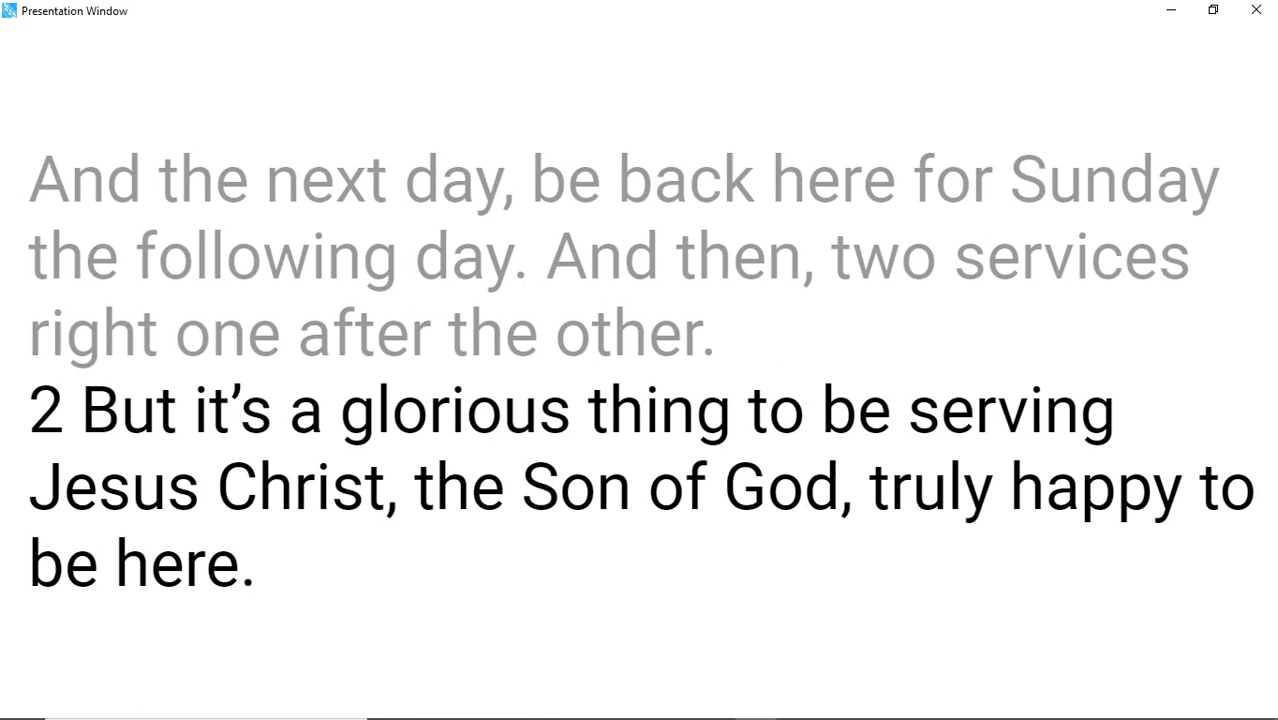 Presentation Window
And the next day, be back here for Sunday
the following day. And then, two services
right one after the other.
2 But it’s a glorious thing to be serving
Jesus Christ, the Son of God, truly happy to
be here.